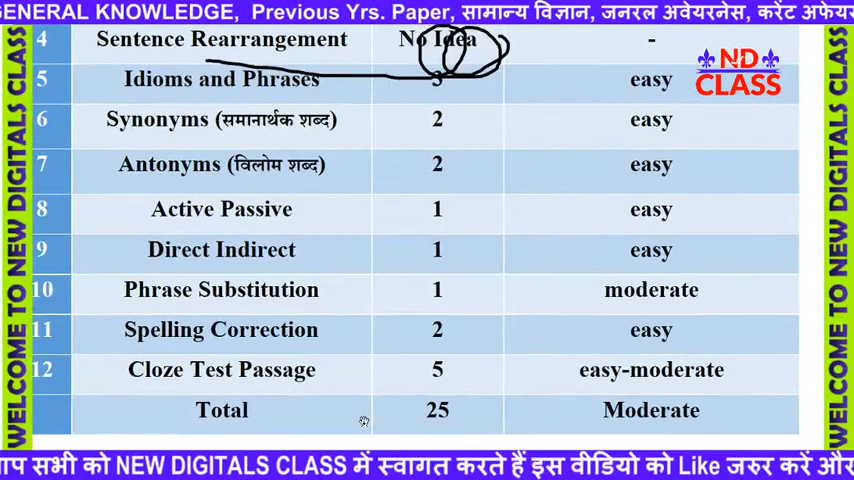 GENERAL KNOWLEDGE, Previous Yrs. Paper, सामान्य विज्ञान, जनरल अवेयरनेस, करेंट अफेयर
4 Sentence Rearrangement No Idea -
5 Idioms and Phrases 3 easy
6 Synonyms (समानार्थक शब्द) 2 easy
7 Antonyms (विलोम शब्द) 2 easy
8 Active Passive 1 easy
9 Direct Indirect 1 easy
10 Phrase Substitution 1 moderate
11 Spelling Correction 2 easy
12 Cloze Test Passage 5 easy-moderate
Total 25 Moderate
ND
CLASS
WELCOME TO NEW DIGITALS CLASS
WELCOME TO NEW DIGITALS CLASS
आप सभी को NEW DIGITALS CLASS में स्वागत करते हैं इस वीडियो को Like जरुर करें और